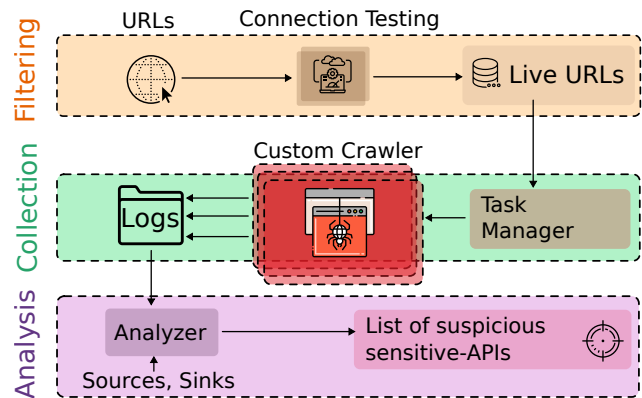 URLs
Connection Testing
Filtering
Live URLs
Custom Crawler
Collection
Logs
Task
Manager
Analysis
Analyzer
List of suspicious
sensitive-APIs
Sources, Sinks